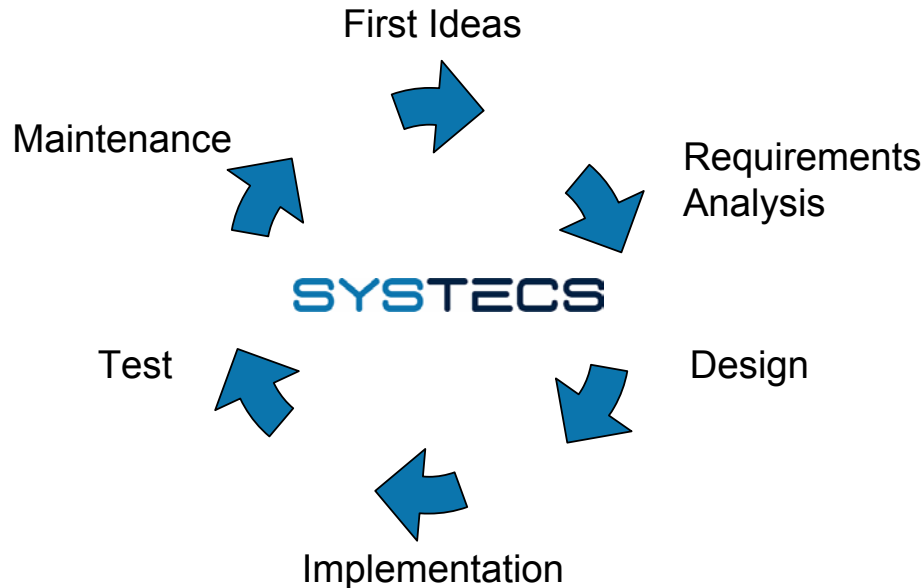 First Ideas
Maintenance
Requirements
Analysis
SYSTECS
Test
Design
Implementation